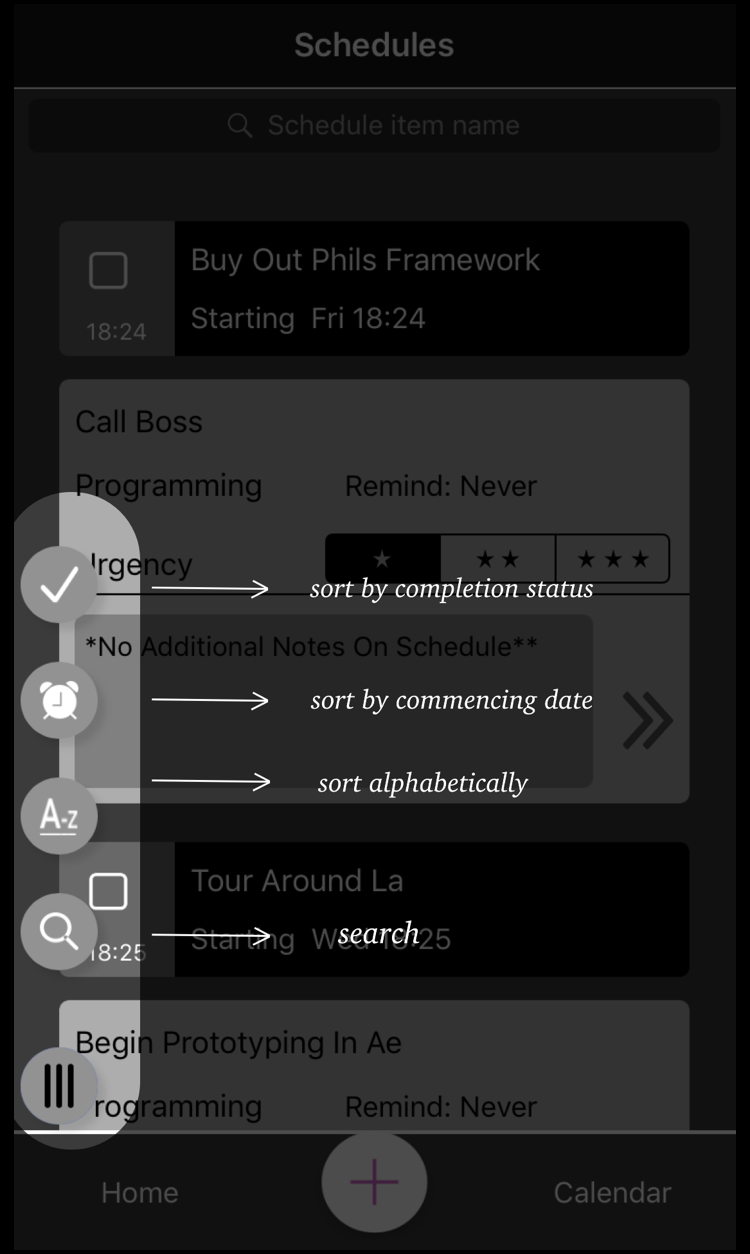 Schedules
Schedule item name
Buy Out Phils Framework
18:24
Starting Fri 18:24
Call Boss
Programming Remind: Never
Urgency ★ ★★ ★★★
sort by completion status
*No Additional Notes On Schedule**
sort by commencing date
sort alphabetically
A-Z
Tour Around La
18:25
Starting Wed 18:25
search
Begin Prototyping In Ae
Programming Remind: Never
Home
Calendar